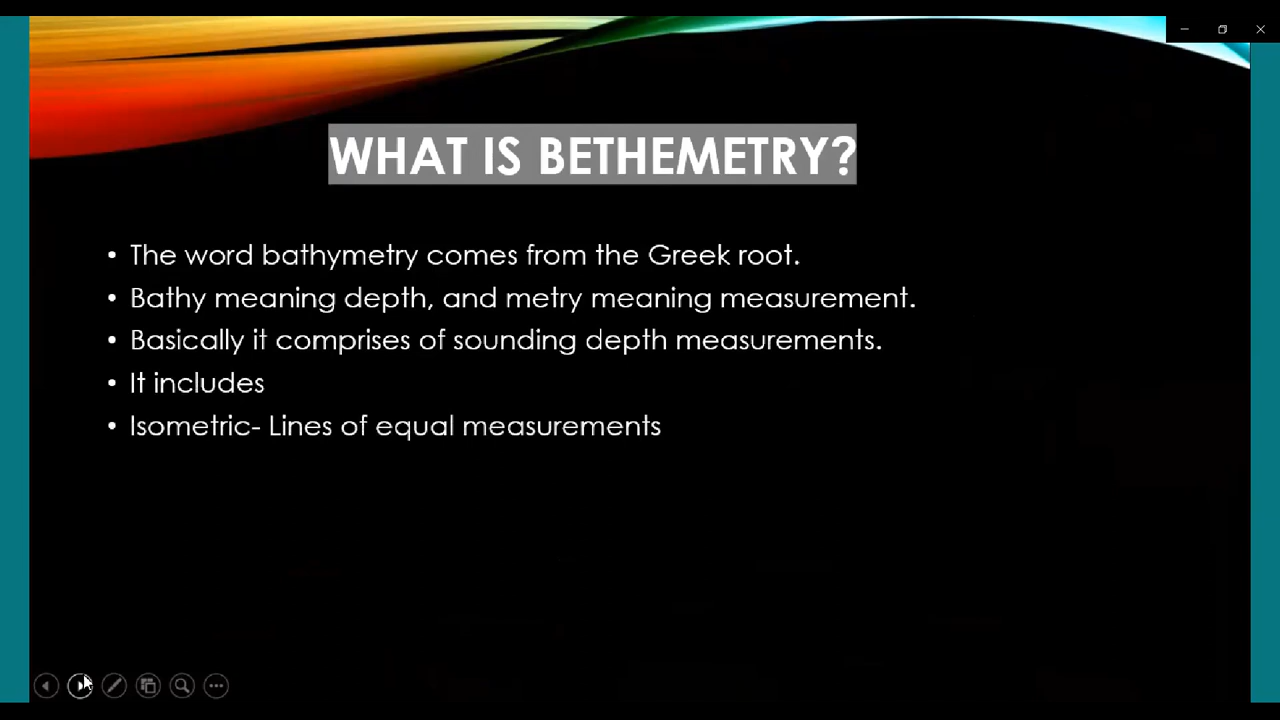 WHAT IS BETHEMETRY?
• The word bathymetry comes from the Greek root.
• Bathy meaning depth, and metry meaning measurement.
• Basically it comprises of sounding depth measurements.
• It includes
• Isometric- Lines of equal measurements